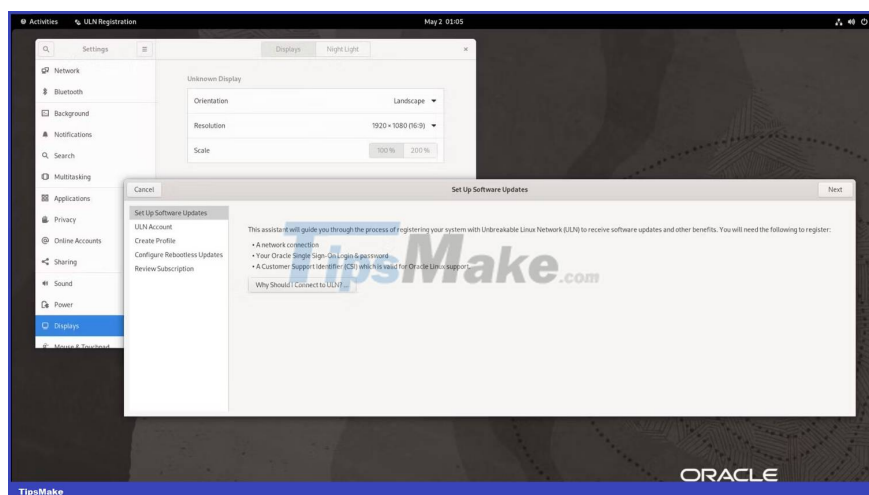 Activities
ULN Registration
May 2 01:05
Settings
Displays
Night Light
Network
Bluetooth
Background
Notifications
Search
Multitasking
Applications
Privacy
Online Accounts
Sharing
Sound
Power
Displays
Mouse & Touchpad
Unknown Display
Orientation
Landscape
Resolution
1920 × 1080 (16:9)
Scale
100 %
200 %
Cancel
Set Up Software Updates
Next
Set Up Software Updates
ULN Account
Create Profile
Configure Rebootless Updates
Review Subscription
This assistant will guide you through the process of registering your system with Unbreakable Linux Network (ULN) to receive software updates and other benefits. You will need the following to register:
• A network connection
• Your Oracle Single Sign-On Login & password
• A Customer Support Identifier (CSI) which is valid for Oracle Linux support.
Why Should I Connect to ULN? ...
TipsMake.com
ORACLE
TipsMake